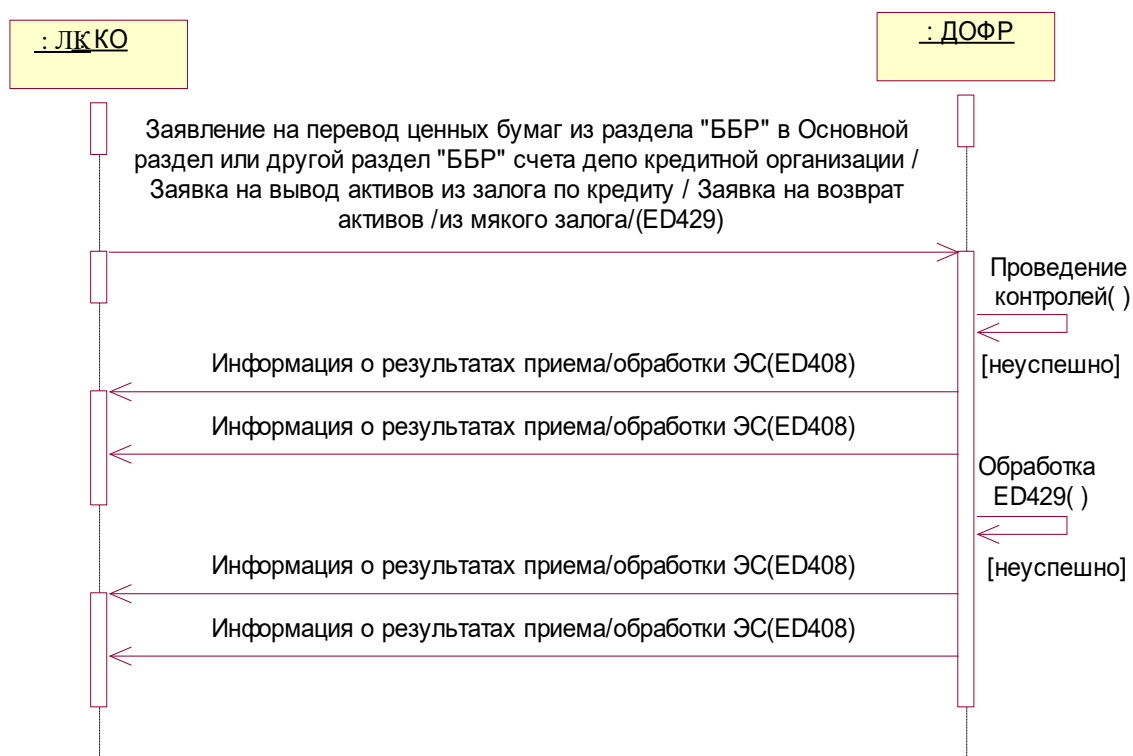 : ЛК КО
: ДОФР
Заявление на перевод ценных бумаг из раздела "ББР" в Основной
раздел или другой раздел "ББР" счета депо кредитной организации /
Заявка на вывод активов из залога по кредиту / Заявка на возврат
активов /из мякого залога/(ED429)
Проведение
контролей( )
Информация о результатах приема/обработки ЭС(ED408)
[неуспешно]
Информация о результатах приема/обработки ЭС(ED408)
Обработка
ED429( )
Информация о результатах приема/обработки ЭС(ED408)
[неуспешно]
Информация о результатах приема/обработки ЭС(ED408)